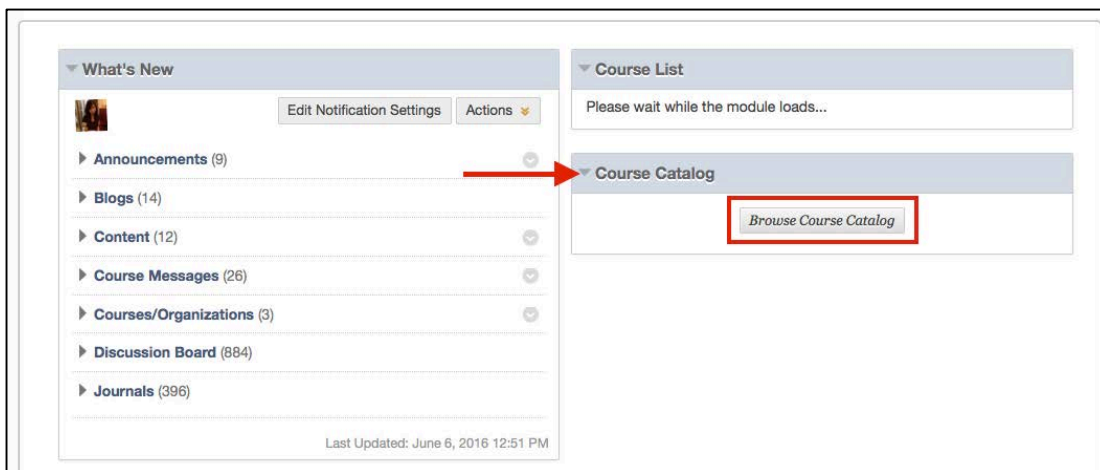 What's New
Edit Notification Settings Actions
Announcements (9)
Blogs (14)
Content (12)
Course Messages (26)
Courses/Organizations (3)
Discussion Board (884)
Journals (396)
Last Updated: June 6, 2016 12:51 PM
Course List
Please wait while the module loads...
Course Catalog
Browse Course Catalog